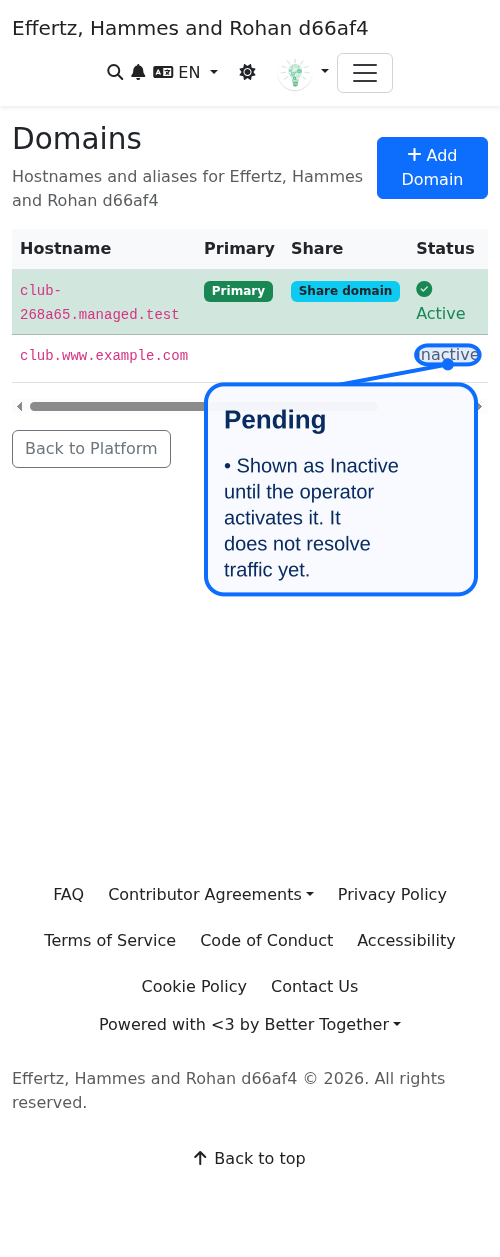 Effertz, Hammes and Rohan d66af4
EN
Domains
Hostnames and aliases for Effertz, Hammes
and Rohan d66af4
Add
Domain
Hostname Primary Share Status
club-
268a65.managed.test
Primary
Share domain
Active
club.www.example.com
Inactive
Back to Platform
Pending
• Shown as Inactive
until the operator
activates it. It
does not resolve
traffic yet.
FAQ Contributor Agreements Privacy Policy
Terms of Service Code of Conduct Accessibility
Cookie Policy Contact Us
Powered with <3 by Better Together
Effertz, Hammes and Rohan d66af4 © 2026. All rights
reserved.
Back to top